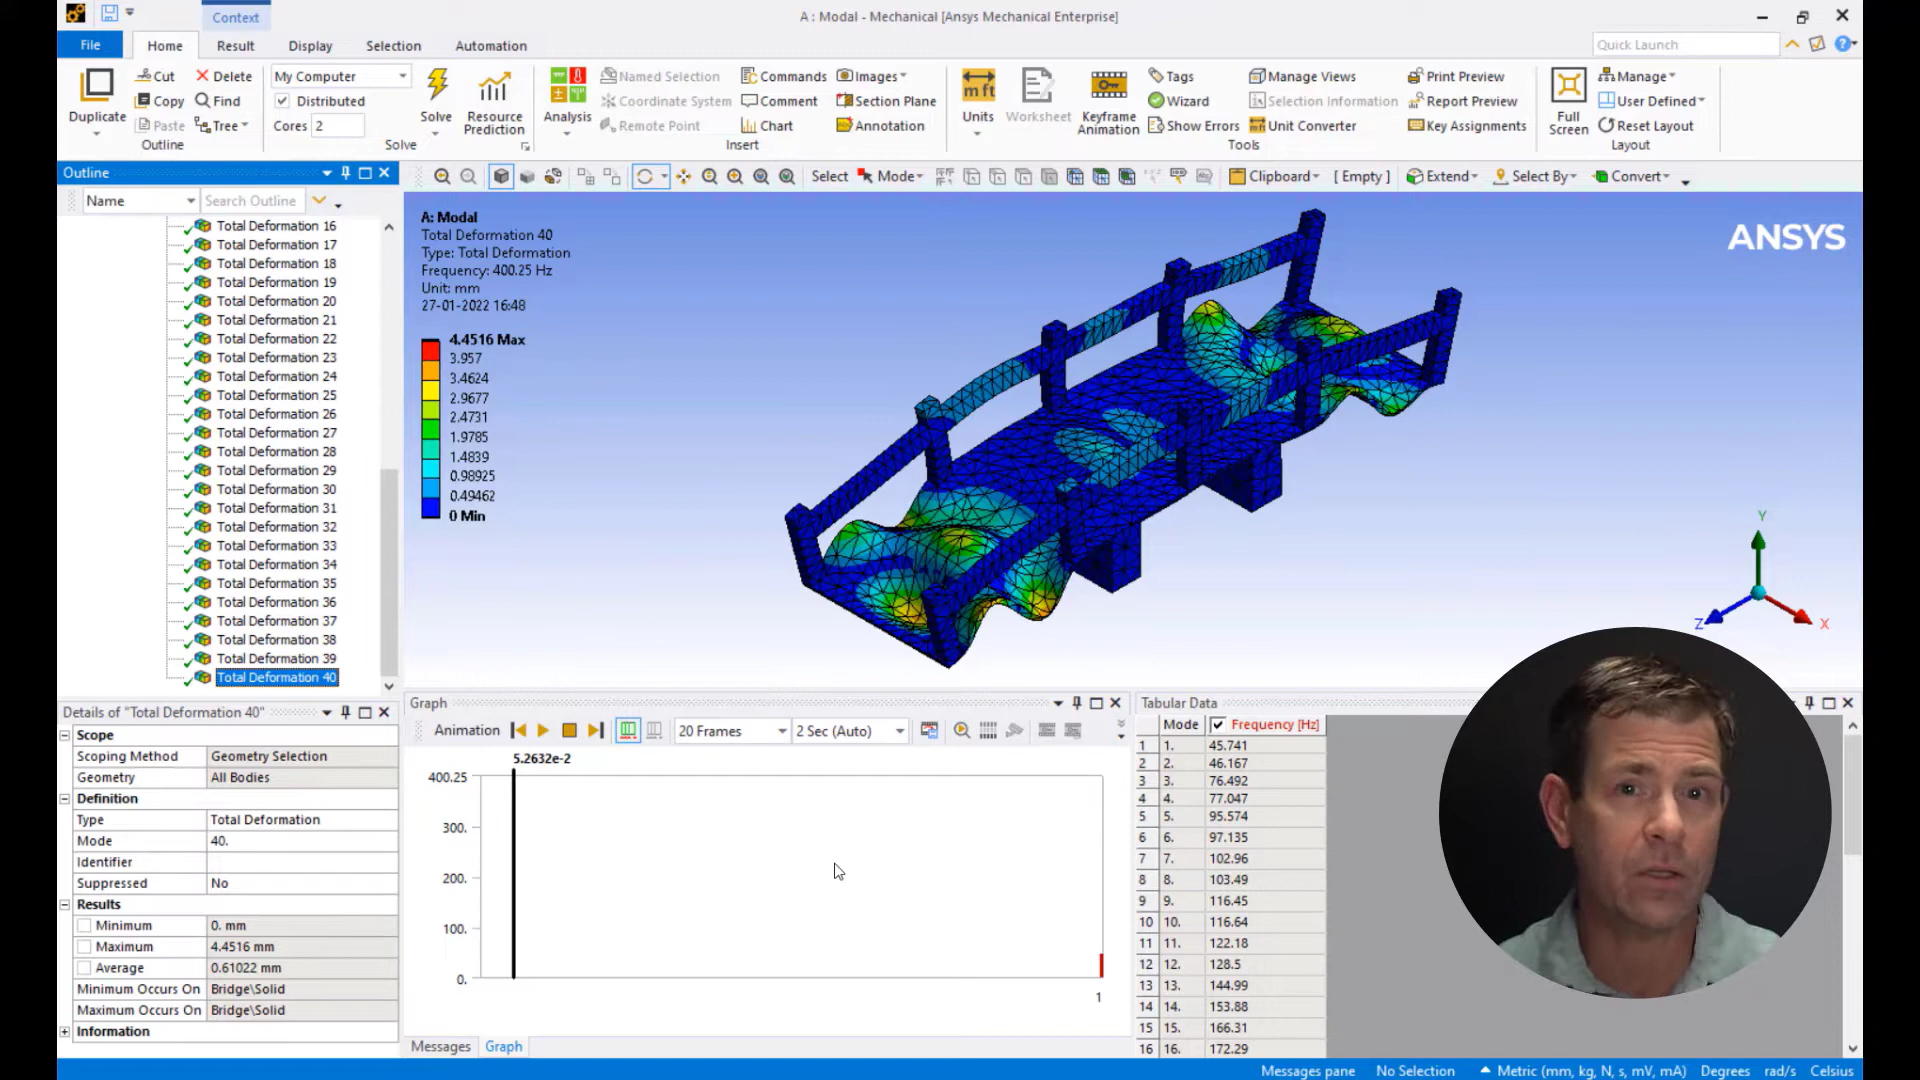 Context
A : Modal - Mechanical [Ansys Mechanical Enterprise]
File Home Result Display Selection Automation Quick Launch
Duplicate
Cut Delete
Copy Find
Paste Tree
Outline
My Computer
Distributed
Cores 2
Solve
Resource Prediction
Solve
Analysis
Named Selection
Coordinate System
Remote Point
Commands
Comment
Chart
Images
Section Plane
Annotation
Insert
mft
Units
Worksheet
Keyframe Animation
Tags
Wizard
Show Errors
Manage Views
Selection Information
Unit Converter
Print Preview
Report Preview
Key Assignments
Tools
Full Screen
Manage
User Defined
Reset Layout
Layout
Outline
Select Mode Clipboard [ Empty ] Extend Select By Convert
Name Search Outline
Total Deformation 16
Total Deformation 17
Total Deformation 18
Total Deformation 19
Total Deformation 20
Total Deformation 21
Total Deformation 22
Total Deformation 23
Total Deformation 24
Total Deformation 25
Total Deformation 26
Total Deformation 27
Total Deformation 28
Total Deformation 29
Total Deformation 30
Total Deformation 31
Total Deformation 32
Total Deformation 33
Total Deformation 34
Total Deformation 35
Total Deformation 36
Total Deformation 37
Total Deformation 38
Total Deformation 39
Total Deformation 40
A: Modal
Total Deformation 40
Type: Total Deformation
Frequency: 400.25 Hz
Unit: mm
27-01-2022 16:48
4.4516 Max
3.957
3.4624
2.9677
2.4731
1.9785
1.4839
0.98925
0.49462
0 Min
ANSYS
Y
Z
X
Details of "Total Deformation 40"
Scope
Scoping Method Geometry Selection
Geometry All Bodies
Definition
Type Total Deformation
Mode 40.
Identifier
Suppressed No
Results
Minimum 0. mm
Maximum 4.4516 mm
Average 0.61022 mm
Minimum Occurs On Bridge\Solid
Maximum Occurs On Bridge\Solid
Information
Graph
Animation 20 Frames 2 Sec (Auto)
5.2632e-2
400.25
300.
200.
100.
0.
1
Messages Graph
Tabular Data
Mode Frequency [Hz]
1 1. 45.741
2 2. 46.167
3 3. 76.492
4 4. 77.047
5 5. 95.574
6 6. 97.135
7 7. 102.96
8 8. 103.49
9 9. 116.45
10 10. 116.64
11 11. 122.18
12 12. 128.5
13 13. 144.99
14 14. 153.88
15 15. 166.31
16 16. 172.29
Messages pane No Selection Metric (mm, kg, N, s, mV, mA) Degrees rad/s Celsius